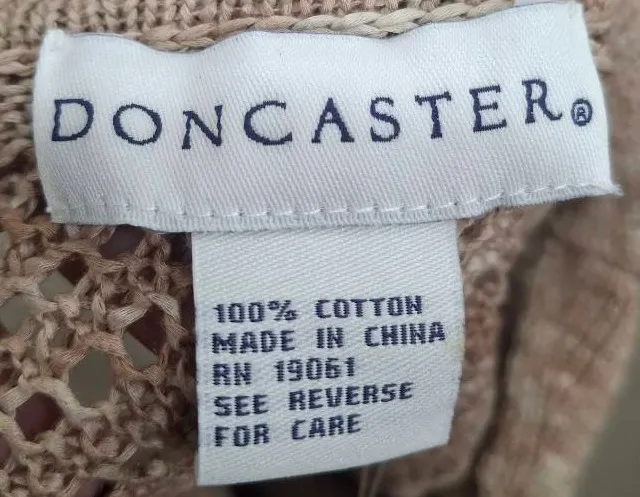 DONCASTER®
100% COTTON
MADE IN CHINA
RN 19061
SEE REVERSE
FOR CARE